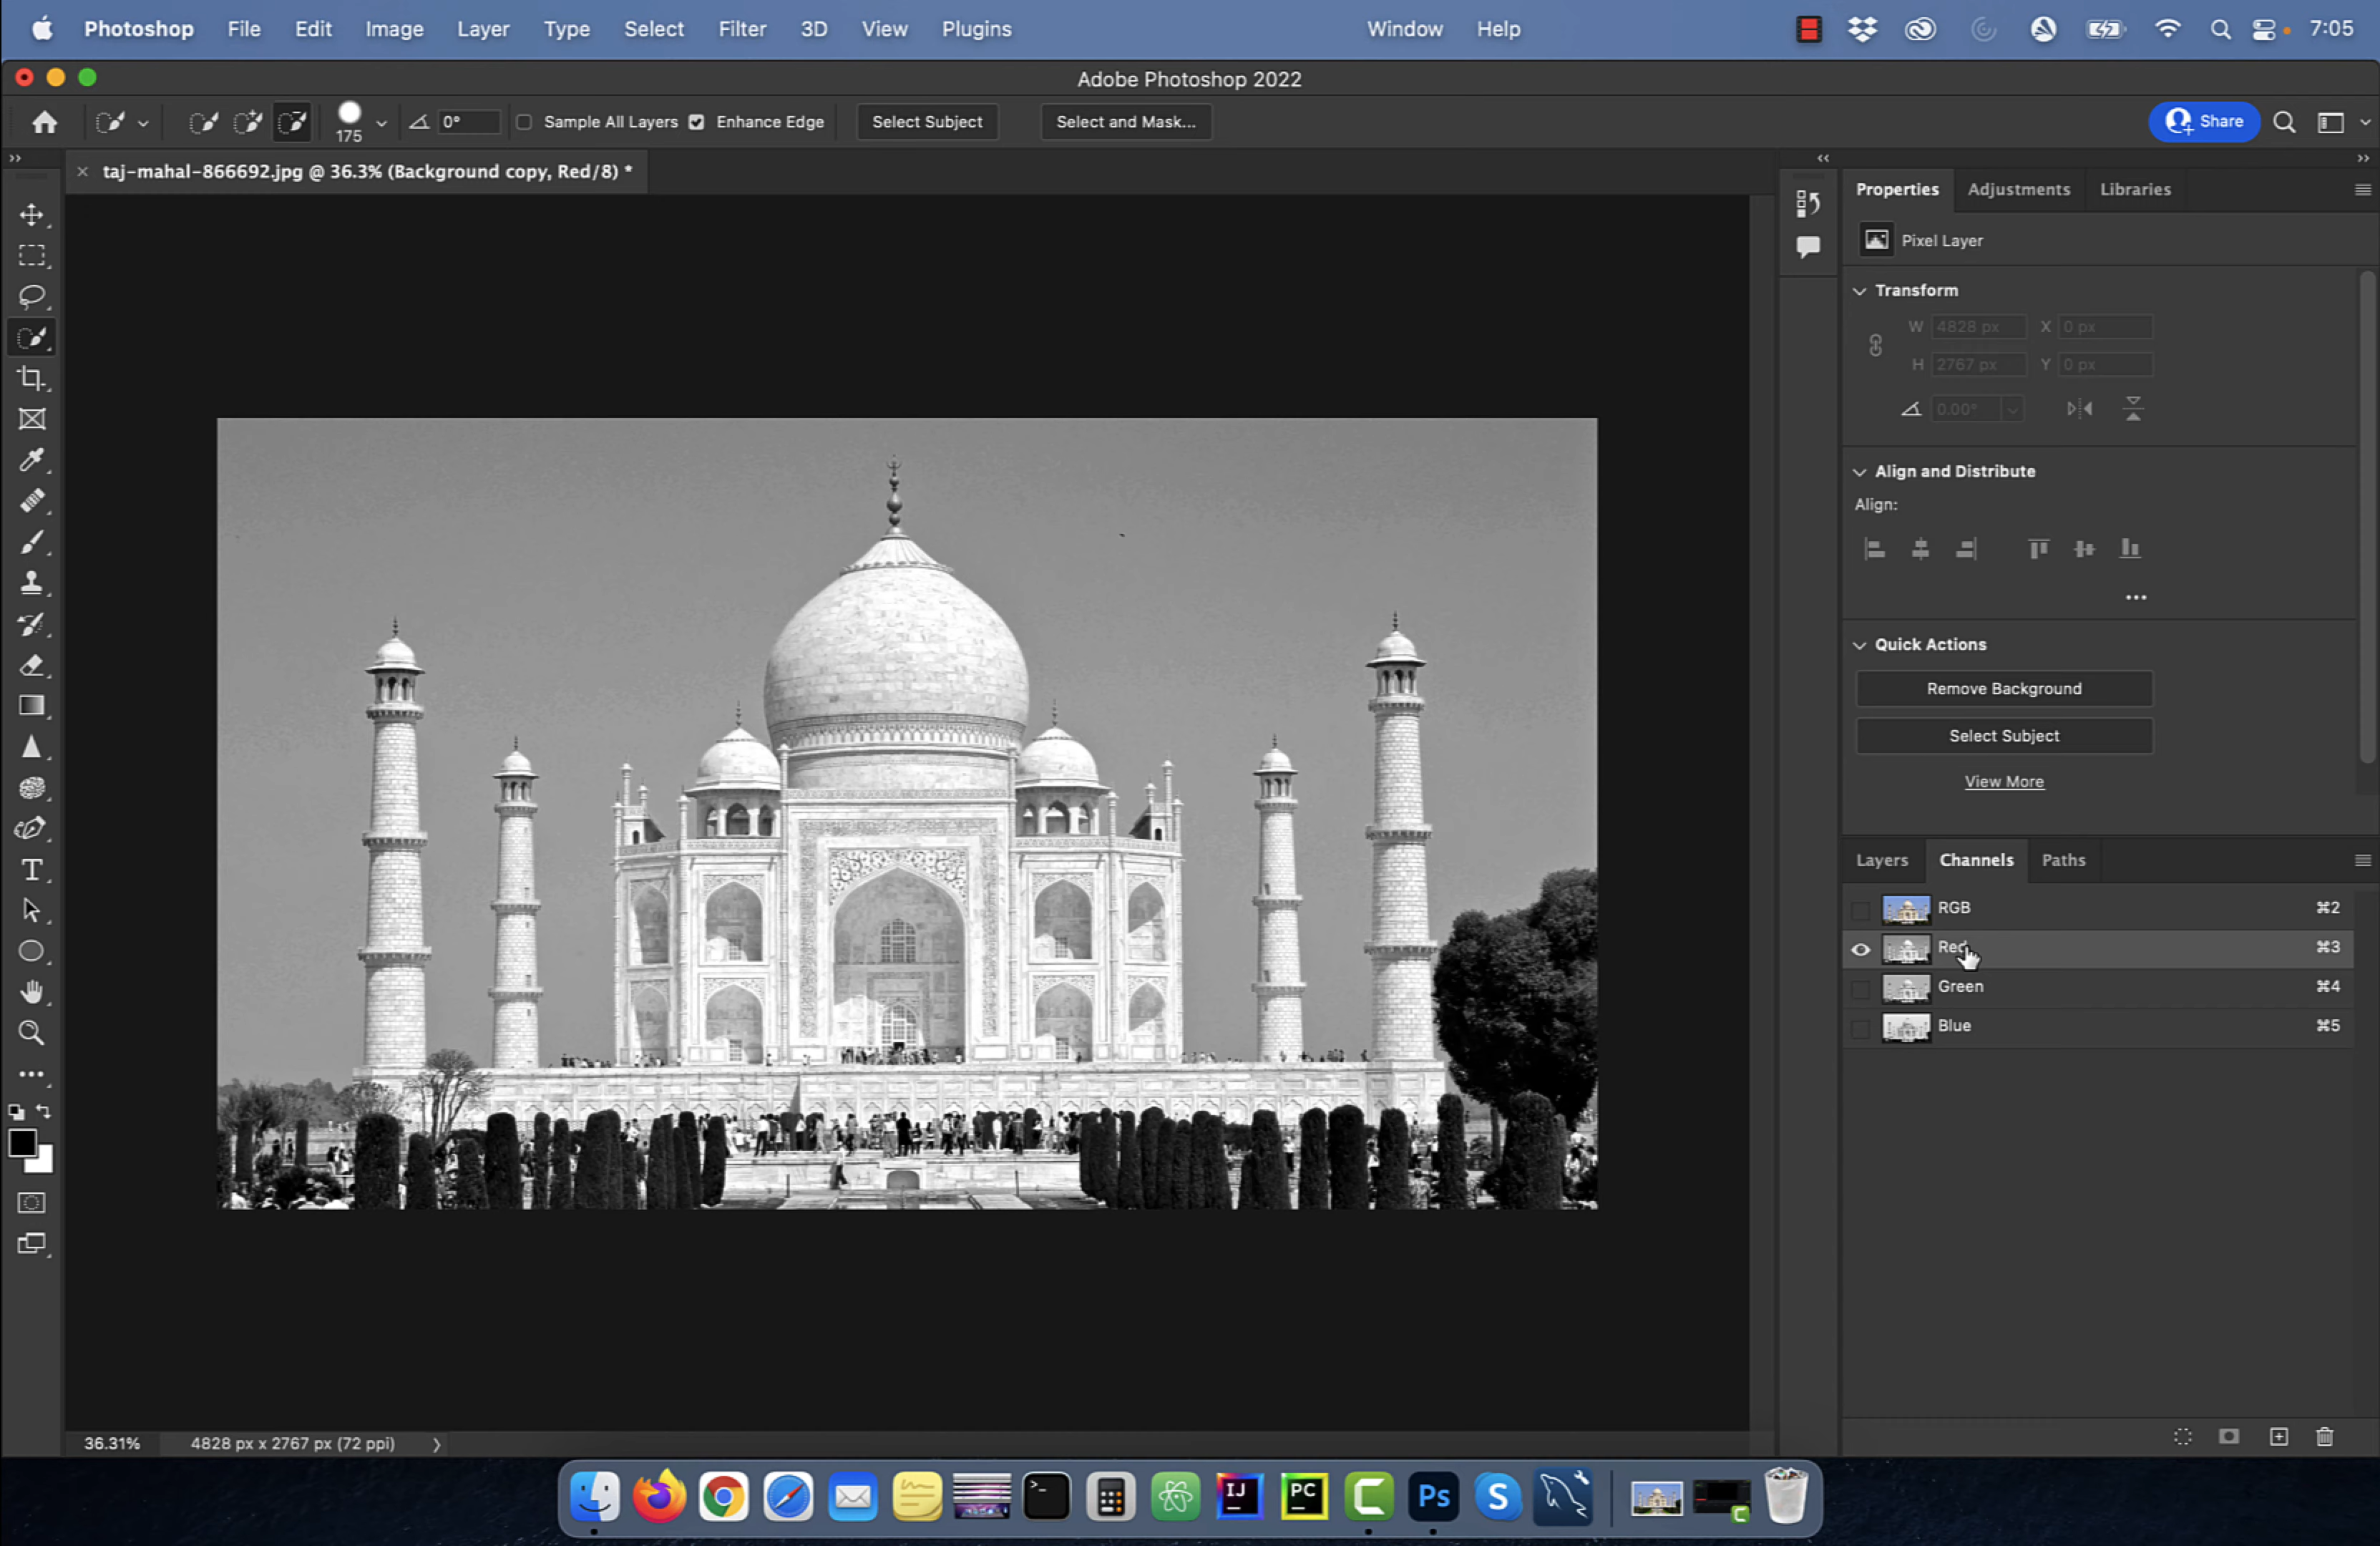 Photoshop File Edit Image Layer Type Select Filter 3D View Plugins Window Help 7:05
Adobe Photoshop 2022
175 0° Sample All Layers Enhance Edge Select Subject Select and Mask... Share
taj-mahal-866692.jpg @ 36.3% (Background copy, Red/8) *
Properties Adjustments Libraries
Pixel Layer
Transform
W 4828 px X 0 px
H 2767 px Y 0 px
0.00°
Align and Distribute
Align:
Quick Actions
Remove Background
Select Subject
View More
Layers Channels Paths
RGB ⌘2
Red ⌘3
Green ⌘4
Blue ⌘5
36.31% 4828 px x 2767 px (72 ppi)
IJ PC C Ps S